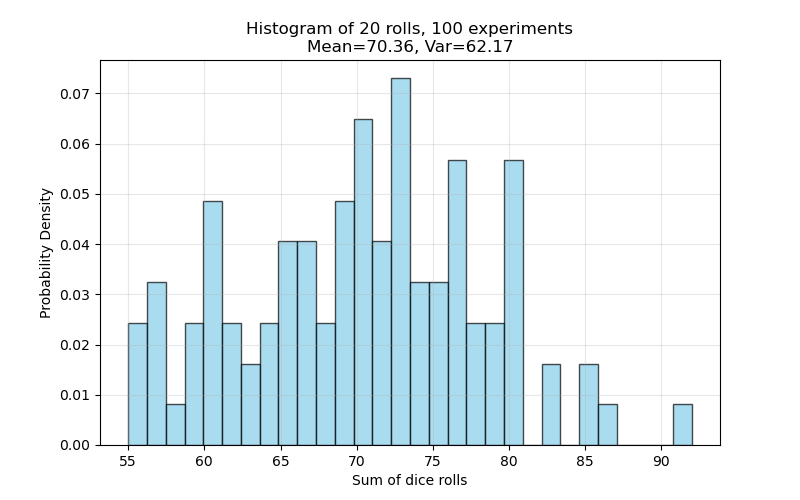 Histogram of 20 rolls, 100 experiments
Mean=70.36, Var=62.17
0.07
0.06
0.05
0.04
0.03
0.02
0.01
0.00
Probability Density
55 60 65 70 75 80 85 90
Sum of dice rolls